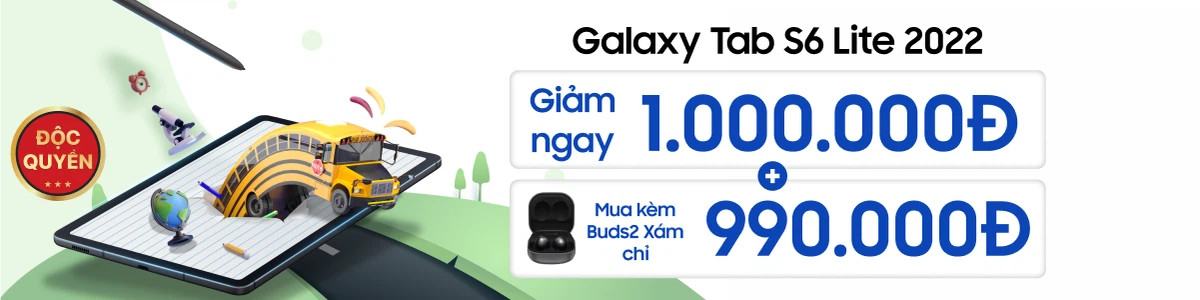 ĐỘC
QUYỀN
Galaxy Tab S6 Lite 2022
Giảm
ngay
1.000.000Đ
+
Mua kèm
Buds2 Xám
chỉ
990.000Đ